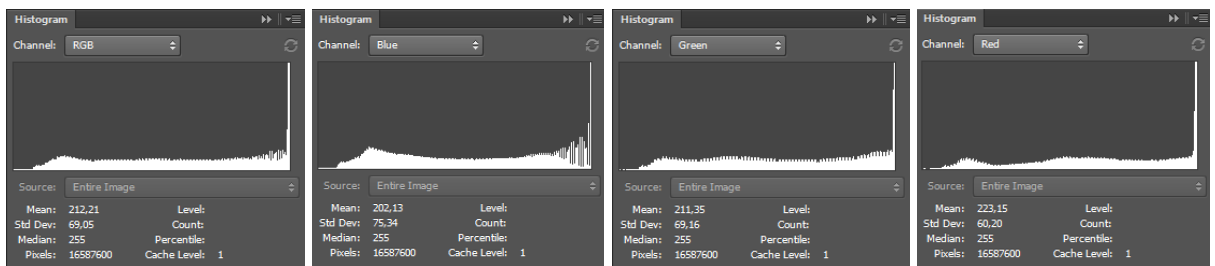 Histogram
Channel: RGB
Source: Entire Image
Mean: 212,21 Level:
Std Dev: 69,05 Count:
Median: 255 Percentile:
Pixels: 16587600 Cache Level: 1
Histogram
Channel: Blue
Source: Entire Image
Mean: 202,13 Level:
Std Dev: 75,34 Count:
Median: 255 Percentile:
Pixels: 16587600 Cache Level: 1
Histogram
Channel: Green
Source: Entire Image
Mean: 211,35 Level:
Std Dev: 69,16 Count:
Median: 255 Percentile:
Pixels: 16587600 Cache Level: 1
Histogram
Channel: Red
Source: Entire Image
Mean: 223,15 Level:
Std Dev: 60,20 Count:
Median: 255 Percentile:
Pixels: 16587600 Cache Level: 1